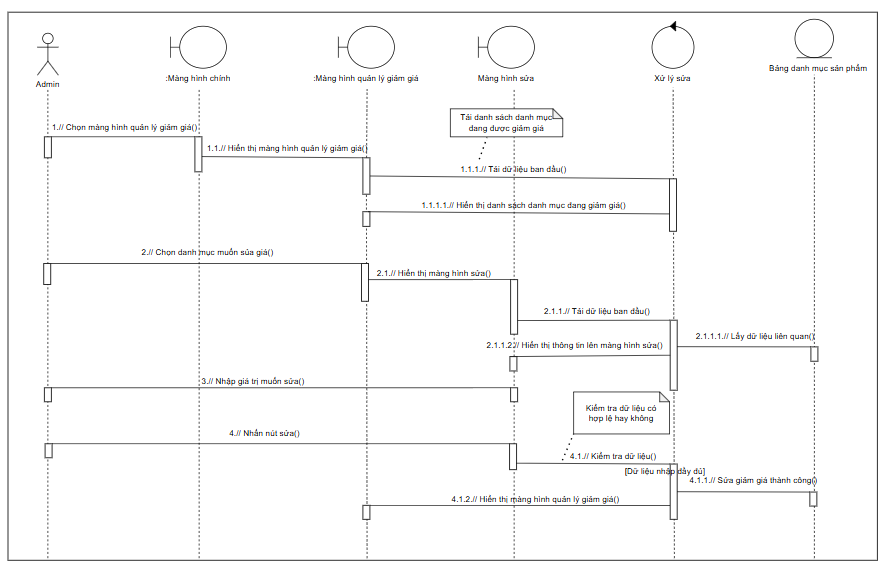 Admin
:Màng hình chính
:Màng hình quản lý giảm giá
Màng hình sửa
Xử lý sửa
Bảng danh mục sản phẩm
Tải danh sách danh mục
đang được giảm giá
1.// Chọn màng hình quản lý giảm giá()
1.1.// Hiển thị màng hình quản lý giảm giá()
1.1.1.// Tải dữ liệu ban đầu()
1.1.1.1.// Hiển thị danh sách danh mục đang giảm giá()
2.// Chọn danh mục muốn sủa giá()
2.1.// Hiển thị màng hình sửa()
2.1.1.// Tải dữ liệu ban đầu()
2.1.1.1.// Lấy dữ liệu liên quan()
2.1.1.2.// Hiển thị thông tin lên màng hình sửa()
3.// Nhập giá trị muốn sửa()
Kiểm tra dữ liệu có
hợp lệ hay không
4.// Nhấn nút sửa()
4.1.// Kiểm tra dữ liệu()
[Dữ liệu nhập đầy đủ]
4.1.1.// Sửa giảm giá thành công()
4.1.2.// Hiển thị màng hình quản lý giảm giá()